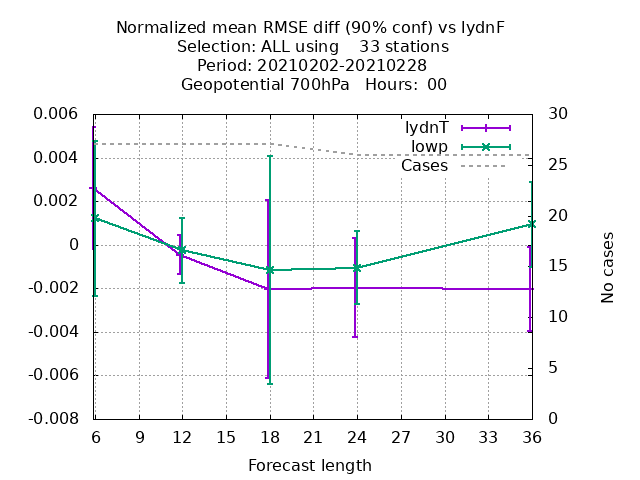 Normalized mean RMSE diff (90% conf) vs IydnF
Selection: ALL using    33 stations
Period: 20210202-20210228
Geopotential 700hPa   Hours:  00
0.006
0.004
0.002
0
-0.002
-0.004
-0.006
-0.008
30
25
20
15
10
5
0
No cases
IydnT
lowp
Cases
6 9 12 15 18 21 24 27 30 33 36
Forecast length